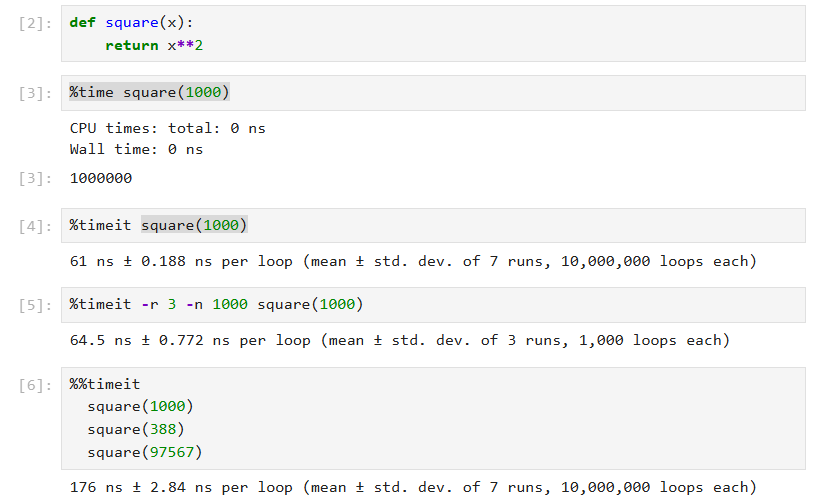 [2]: def square(x):
    return x**2
[3]: %time square(1000)
CPU times: total: 0 ns
Wall time: 0 ns
[3]: 1000000
[4]: %timeit square(1000)
61 ns ± 0.188 ns per loop (mean ± std. dev. of 7 runs, 10,000,000 loops each)
[5]: %timeit -r 3 -n 1000 square(1000)
64.5 ns ± 0.772 ns per loop (mean ± std. dev. of 3 runs, 1,000 loops each)
[6]: %%timeit
  square(1000)
  square(388)
  square(97567)
176 ns ± 2.84 ns per loop (mean ± std. dev. of 7 runs, 10,000,000 loops each)